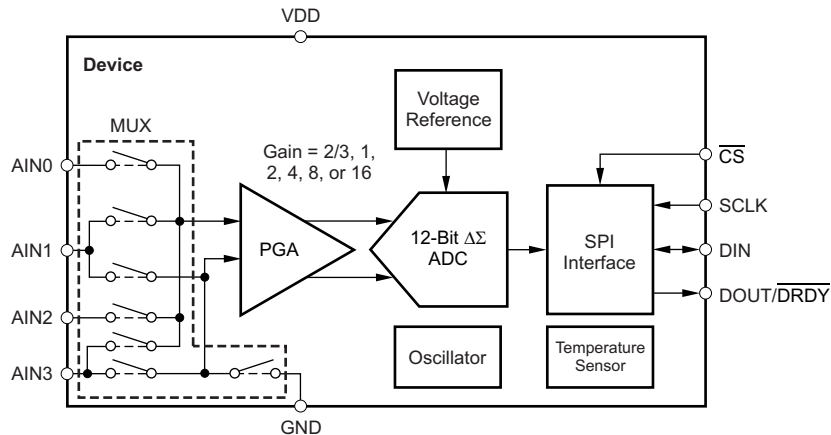 VDD
Device
MUX
Voltage
Reference
Gain = 2/3, 1,
2, 4, 8, or 16
AIN0
AIN1
AIN2
AIN3
PGA
12-Bit ΔΣ
ADC
SPI
Interface
CS
SCLK
DIN
DOUT/DRDY
Oscillator
Temperature
Sensor
GND